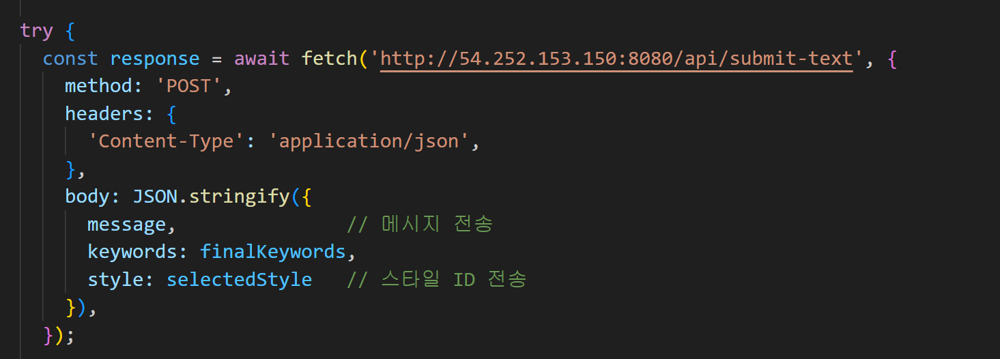 try {
const response = await fetch('http://54.252.153.150:8080/api/submit-text', {
method: 'POST',
headers: {
'Content-Type': 'application/json',
},
body: JSON.stringify({
message, // 메시지 전송
keywords: finalKeywords,
style: selectedStyle // 스타일 ID 전송
}),
});